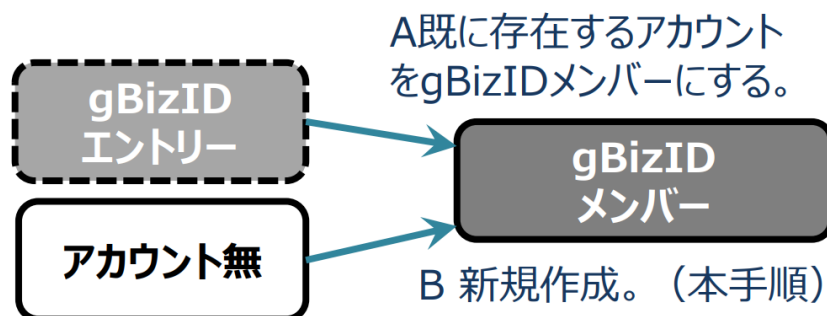 A既に存在するアカウント
をgBizIDメンバーにする。
gBizID
エントリー
gBizID
メンバー
アカウント無
B 新規作成。（本手順）